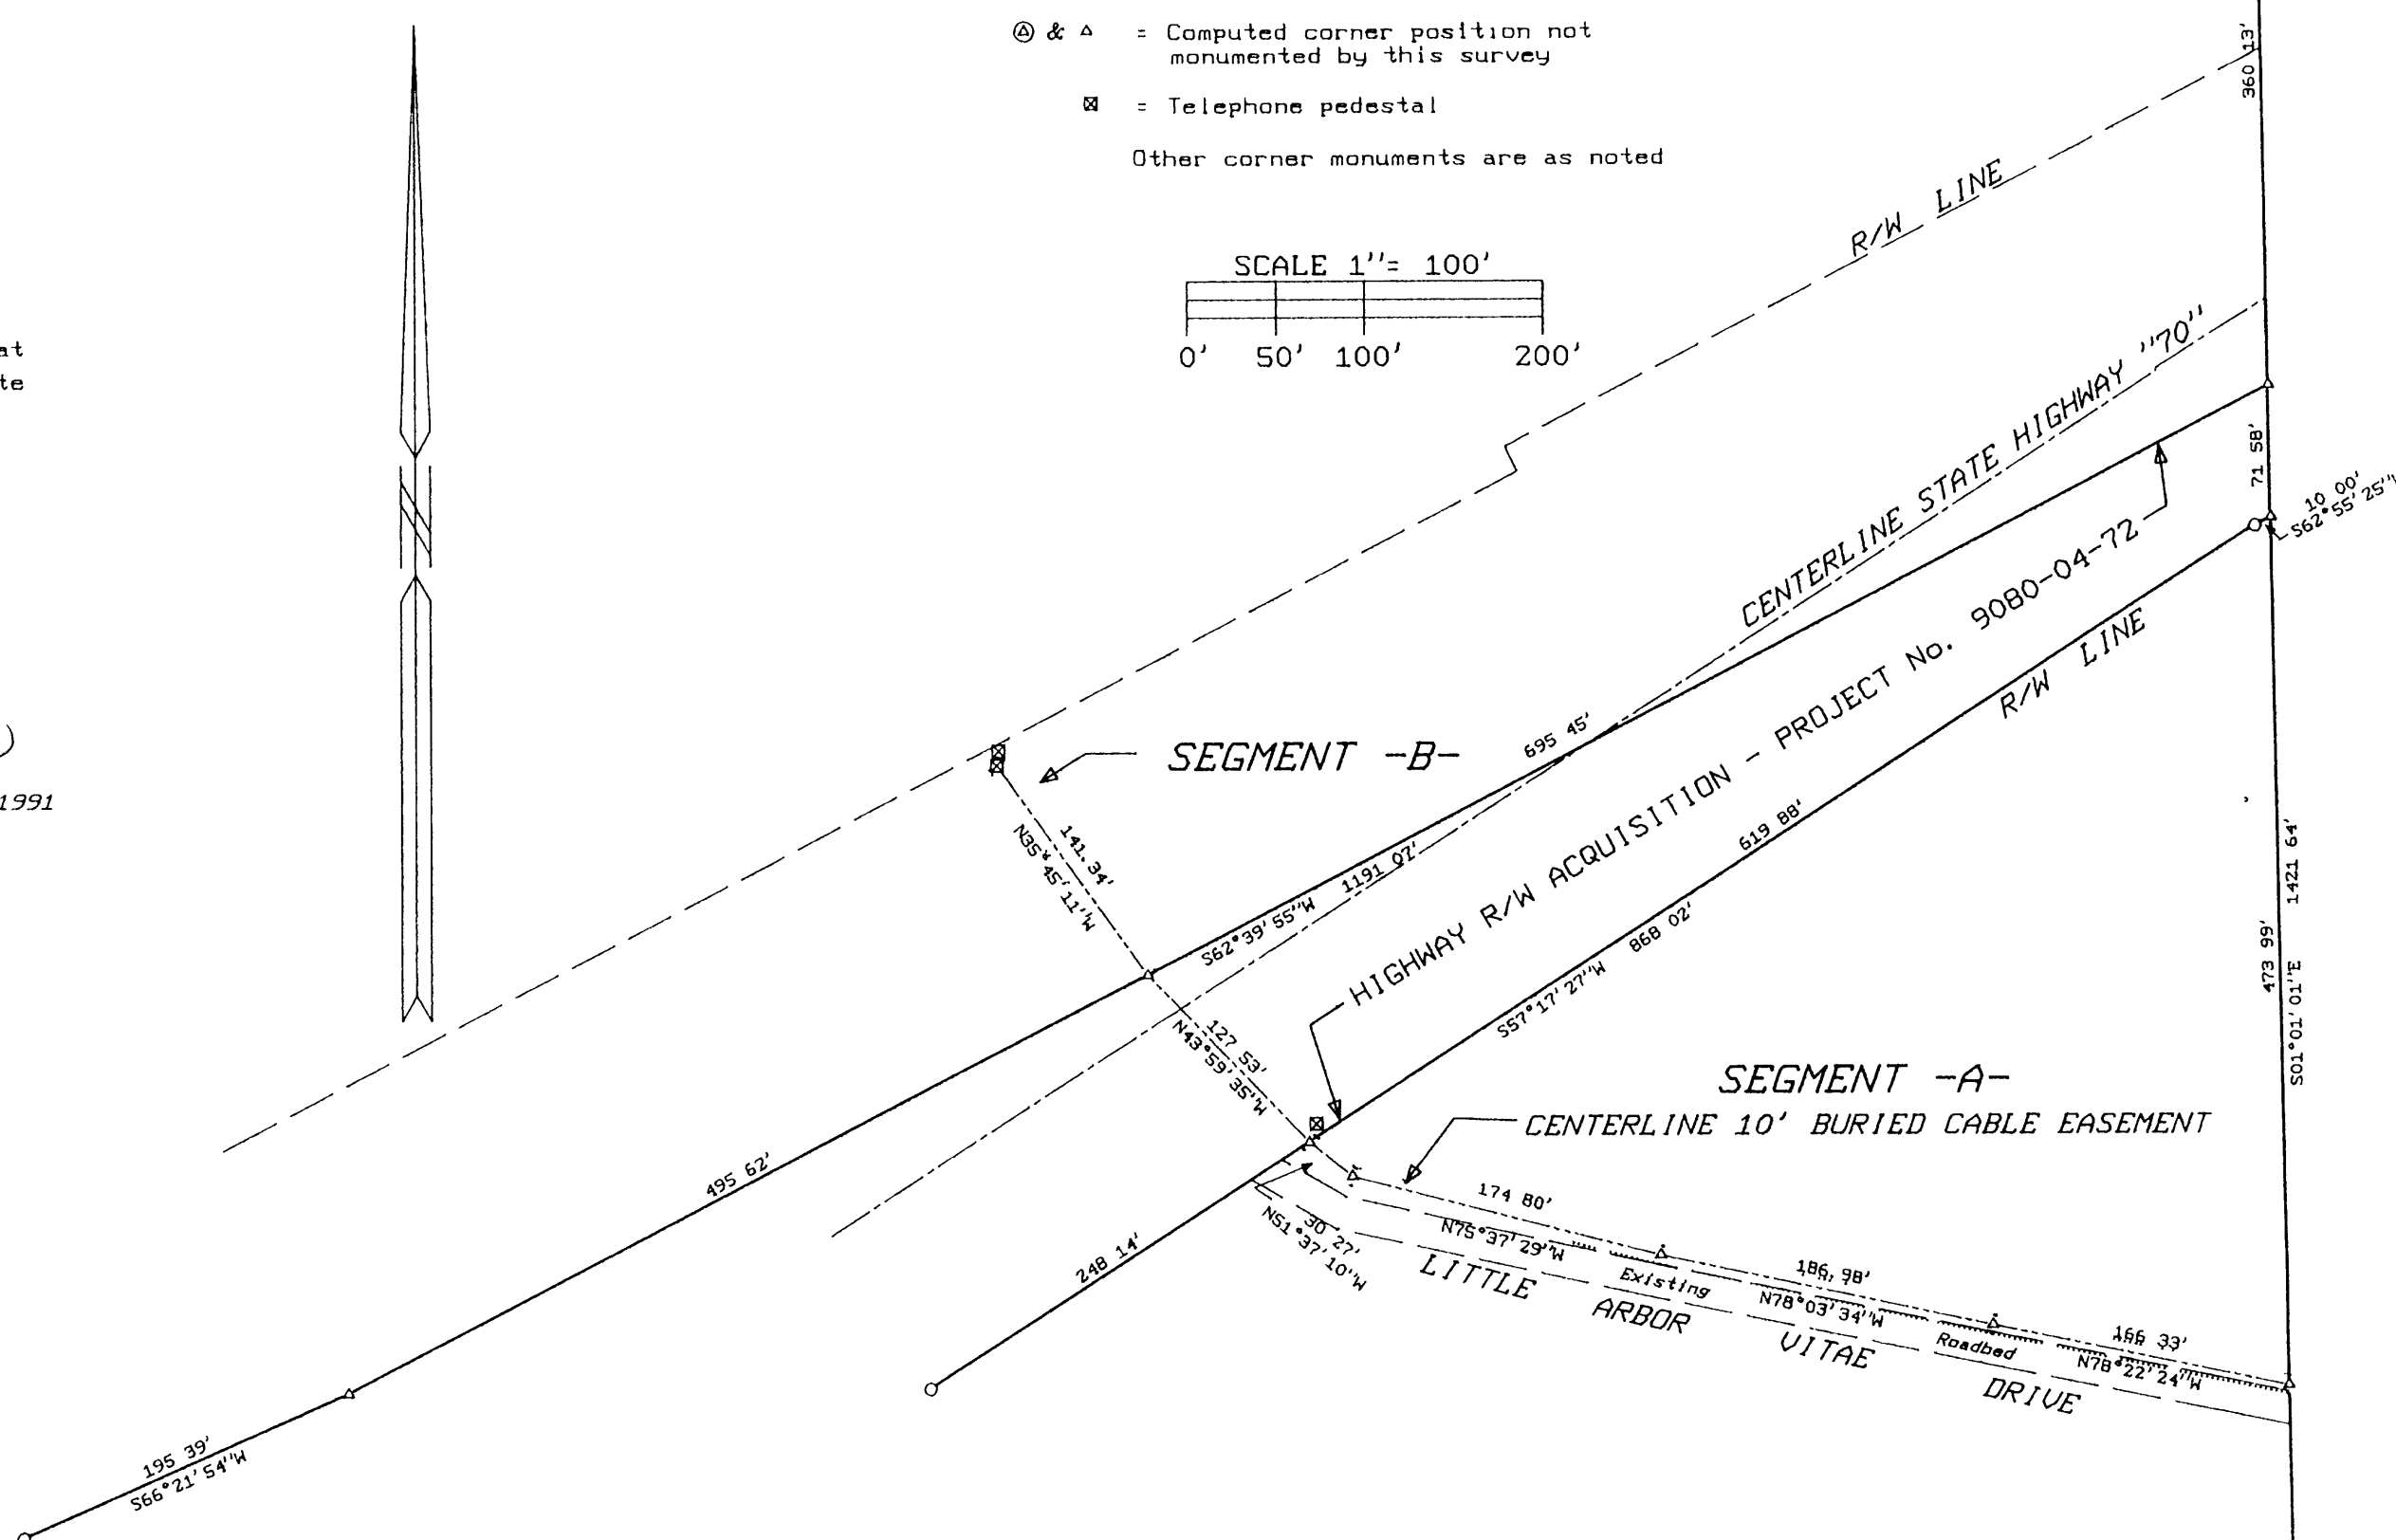 ⨀ & △ = Computed corner position not
monumented by this survey
⊠ = Telephone pedestal
Other corner monuments are as noted
SCALE 1''= 100'
0' 50' 100' 200'
at
te
1991
360 13'
R/W LINE
CENTERLINE STATE HIGHWAY ''70''
71 58'
10 00'
S62°55'25''
HIGHWAY R/W ACQUISITION - PROJECT No. 9080-04-72
R/W LINE
SEGMENT -B-
695 45'
141.34'
N35°45'11''W
1191 07'
S62°39'55''W
619 88'
868 02'
S57°17'27''W
1421 64'
473 99'
S01°01'01''E
127 53'
N43°59'35''W
SEGMENT -A-
CENTERLINE 10' BURIED CABLE EASEMENT
495 62'
248 14'
30 27'
N51°37'10''W
174 80'
N75°37'29''W
186.98'
N78°03'34''W
166 33'
N78°22'24''W
Existing
Roadbed
LITTLE ARBOR VITAE DRIVE
195 39'
S66°21'54''W